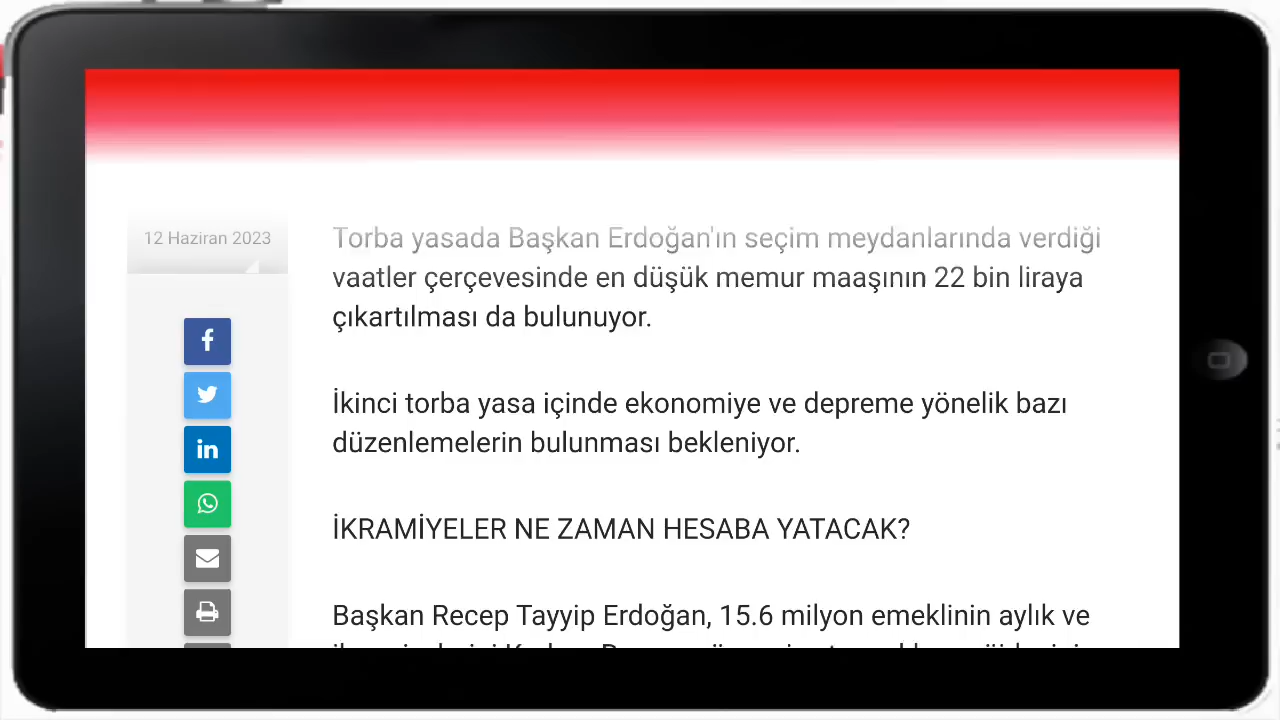 12 Haziran 2023
Torba yasada Başkan Erdoğan'ın seçim meydanlarında verdiği
vaatler çerçevesinde en düşük memur maaşının 22 bin liraya
çıkartılması da bulunuyor.
İkinci torba yasa içinde ekonomiye ve depreme yönelik bazı
düzenlemelerin bulunması bekleniyor.
İKRAMİYELER NE ZAMAN HESABA YATACAK?
Başkan Recep Tayyip Erdoğan, 15.6 milyon emeklinin aylık ve